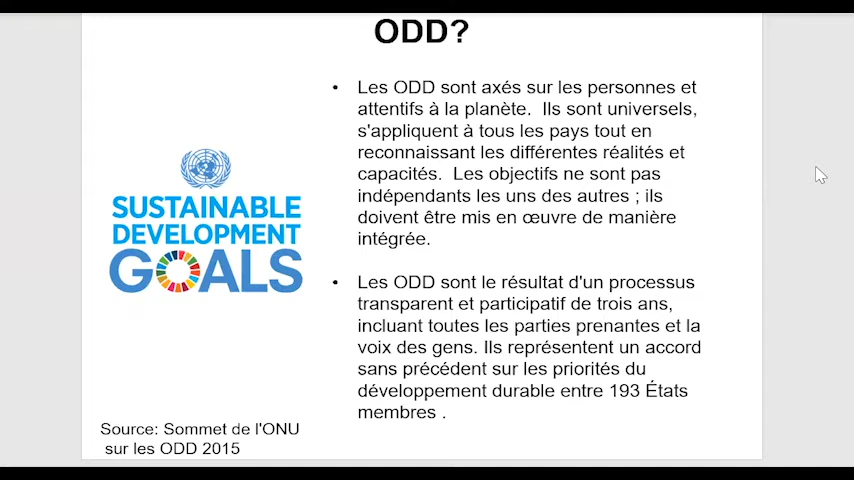 ODD?
• Les ODD sont axés sur les personnes et
attentifs à la planète. Ils sont universels,
s'appliquent à tous les pays tout en
reconnaissant les différentes réalités et
capacités. Les objectifs ne sont pas
indépendants les uns des autres ; ils
doivent être mis en œuvre de manière
intégrée.
• Les ODD sont le résultat d'un processus
transparent et participatif de trois ans,
incluant toutes les parties prenantes et la
voix des gens. Ils représentent un accord
sans précédent sur les priorités du
développement durable entre 193 États
membres .
SUSTAINABLE
DEVELOPMENT
GOALS
Source: Sommet de l'ONU
sur les ODD 2015